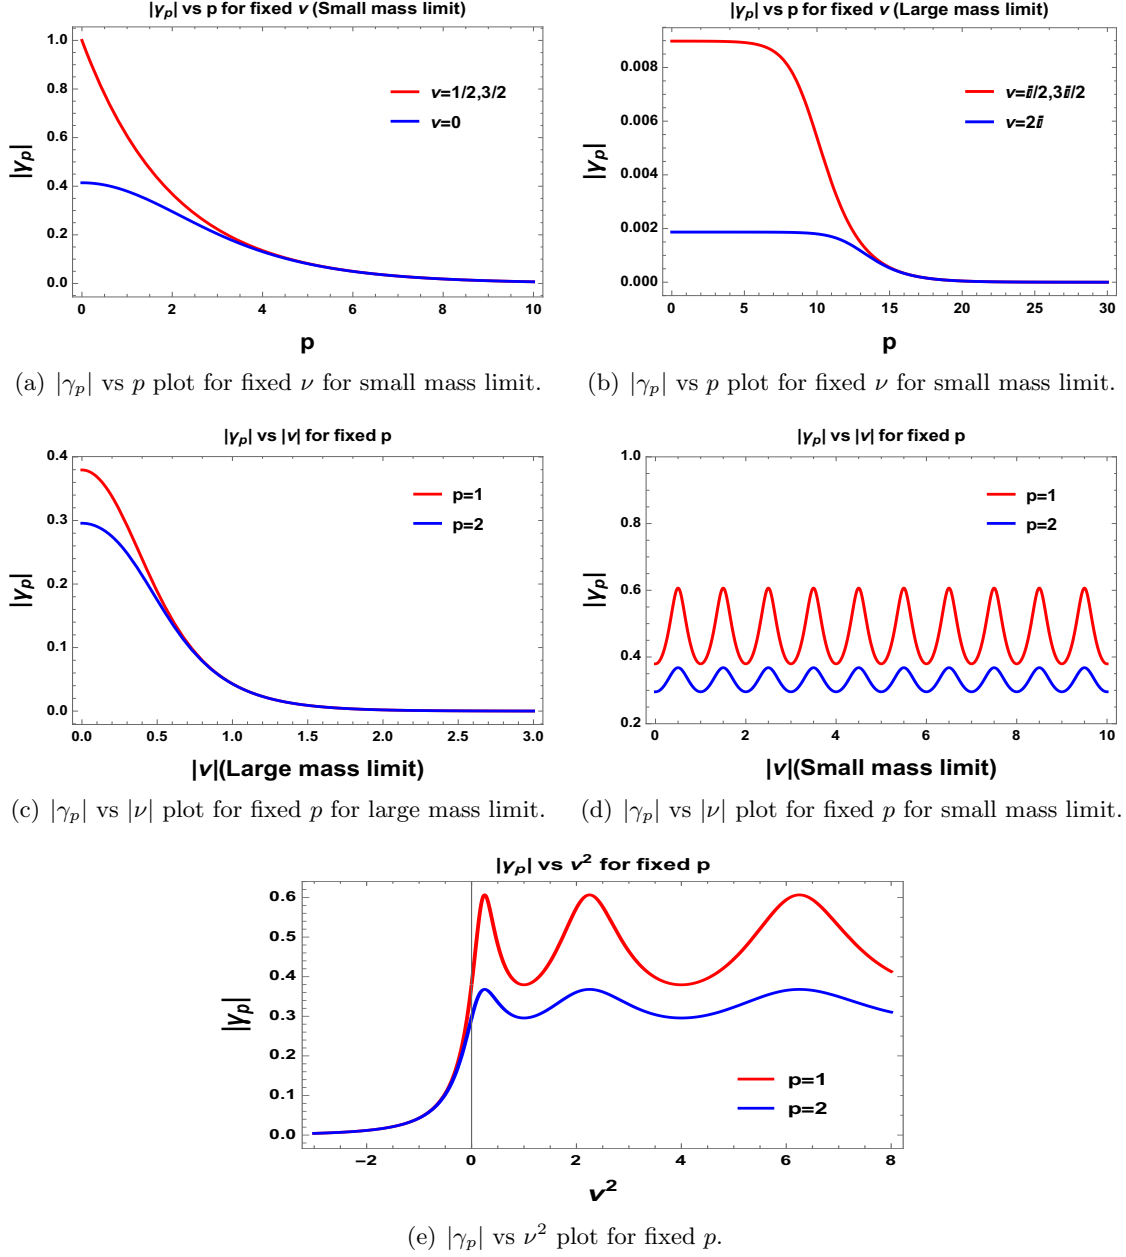 |γp| vs p for fixed ν (Small mass limit)
1.0
0.8
0.6
0.4
0.2
0.0
|γp|
ν=1/2,3/2
ν=0
0 2 4 6 8 10
p
(a) |γp| vs p plot for fixed ν for small mass limit.
|γp| vs p for fixed ν (Large mass limit)
0.008
0.006
0.004
0.002
0.000
|γp|
ν=ⅈ/2,3ⅈ/2
ν=2ⅈ
0 5 10 15 20 25 30
p
(b) |γp| vs p plot for fixed ν for small mass limit.
|γp| vs |ν| for fixed p
0.4
0.3
0.2
0.1
0.0
|γp|
p=1
p=2
0.0 0.5 1.0 1.5 2.0 2.5 3.0
|ν|(Large mass limit)
(c) |γp| vs |ν| plot for fixed p for large mass limit.
|γp| vs |ν| for fixed p
1.0
0.8
0.6
0.4
0.2
|γp|
p=1
p=2
0 2 4 6 8 10
|ν|(Small mass limit)
(d) |γp| vs |ν| plot for fixed p for small mass limit.
|γp| vs ν² for fixed p
0.6
0.5
0.4
0.3
0.2
0.1
0.0
|γp|
p=1
p=2
−2 0 2 4 6 8
ν²
(e) |γp| vs ν² plot for fixed p.